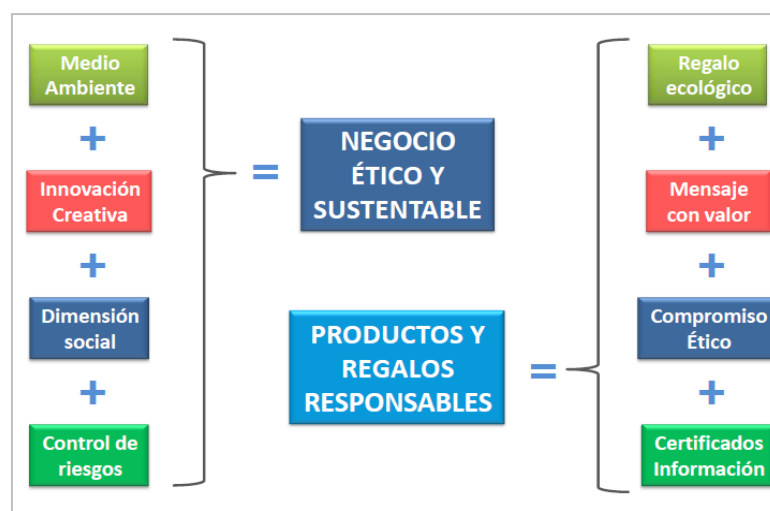 Medio
Ambiente
+
Innovación
Creativa
+
Dimensión
social
+
Control de
riesgos
=
NEGOCIO
ÉTICO Y
SUSTENTABLE
PRODUCTOS Y
REGALOS
RESPONSABLES
=
Regalo
ecológico
+
Mensaje
con valor
+
Compromiso
Ético
+
Certificados
Información